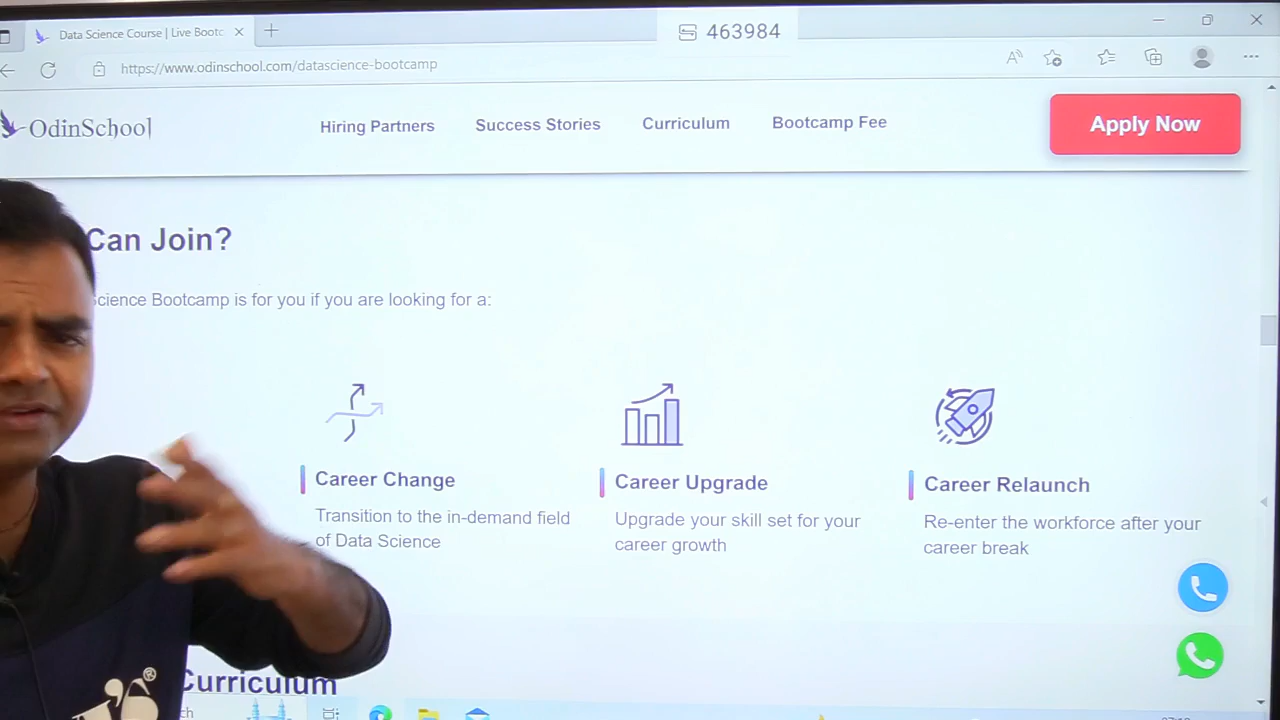 Data Science Course | Live Bootc
463984
https://www.odinschool.com/datascience-bootcamp
OdinSchool
Hiring Partners
Success Stories
Curriculum
Bootcamp Fee
Apply Now
Can Join?
Science Bootcamp is for you if you are looking for a:
Career Change
Transition to the in-demand field
of Data Science
Career Upgrade
Upgrade your skill set for your
career growth
Career Relaunch
Re-enter the workforce after your
career break
Curriculum